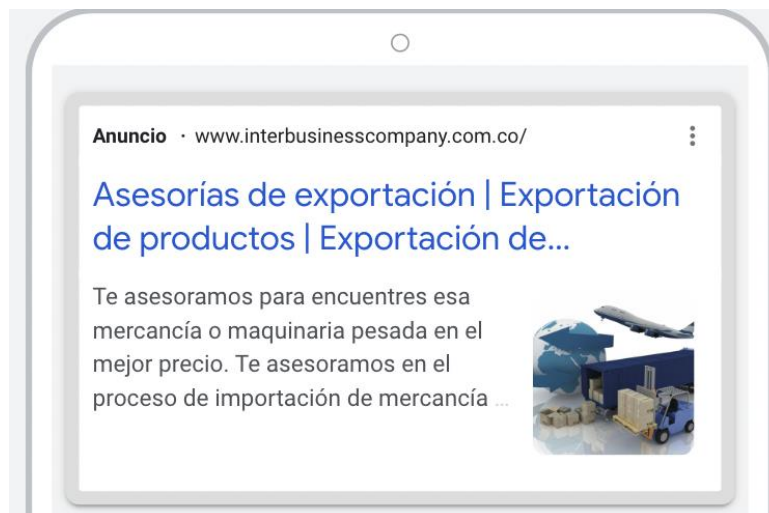 Anuncio · www.interbusinesscompany.com.co/
Asesorías de exportación | Exportación
de productos | Exportación de...
Te asesoramos para encuentres esa
mercancía o maquinaria pesada en el
mejor precio. Te asesoramos en el
proceso de importación de mercancía ...